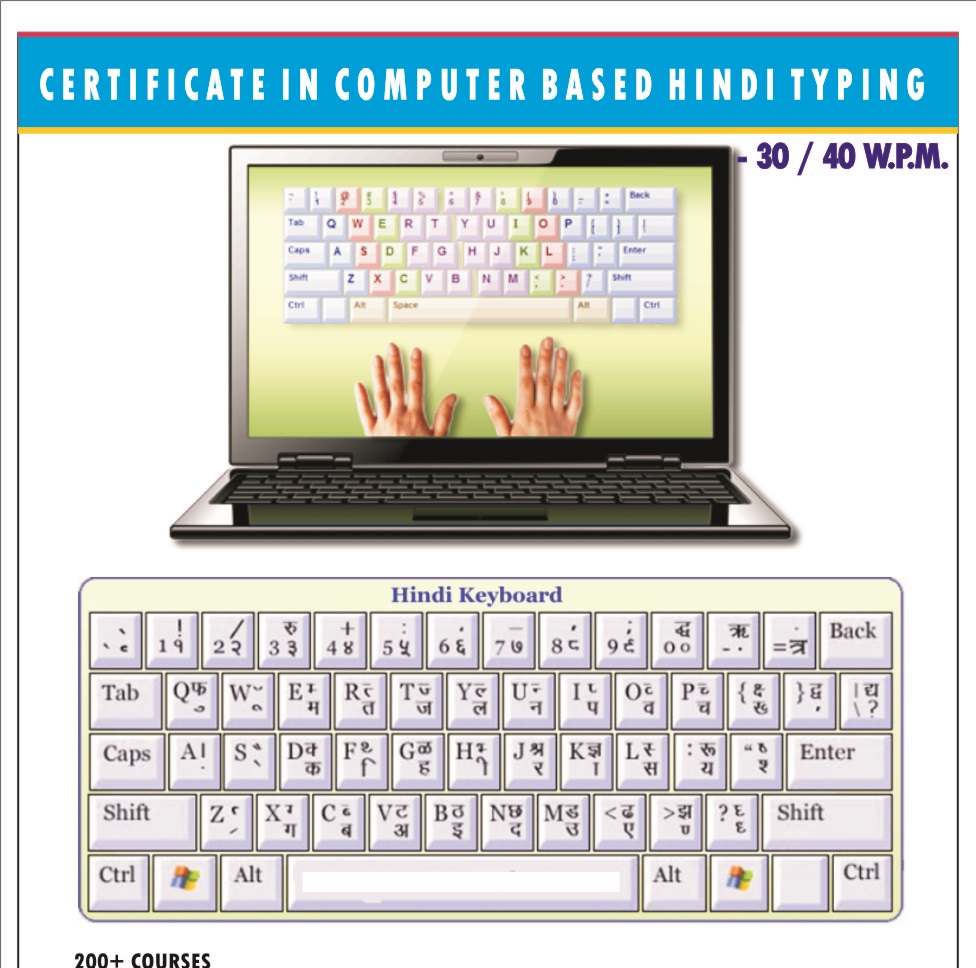 CERTIFICATE IN COMPUTER BASED HINDI TYPING
- 30 / 40 W.P.M.
Back
Tab Q W E R T Y U I O P
Caps A S D F G H J K L Enter
Shift Z X C V B N M Shift
Ctrl Alt Space Alt Ctrl
Hindi Keyboard
1 ! १ 2 / २ 3 रु ३ 4 + ४ 5 : ५ 6 ६ 7 ७ 8 ८ 9 ; ९ 0 द्ध ० - ऋ . = त्र Back
Tab Q फ W E म R त T ज Y ल U न I प O व P च { क्ष } द्व | द्य \ ?
Caps A । S D क F G ळ ह H J श्र र K ज्ञ ा L स : रू य Enter
Shift Z X ग C ब V ट अ B ठ इ N छ द M ड उ < ढ ए > झ ? Shift
Ctrl Alt Alt Ctrl
200+ COURSES